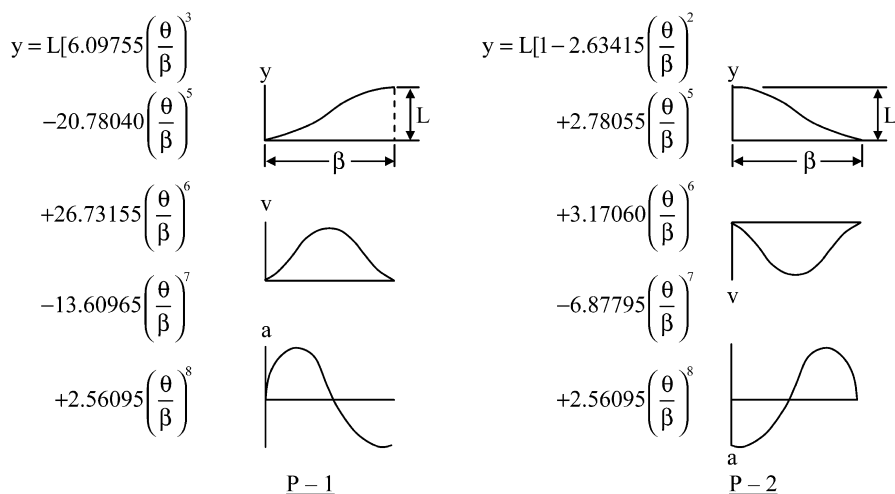 y = L[6.09755(θ/β)^3
-20.78040(θ/β)^5
+26.73155(θ/β)^6
-13.60965(θ/β)^7
+2.56095(θ/β)^8
y
L
β
v
a
P - 1
y = L[1 - 2.63415(θ/β)^2
+2.78055(θ/β)^5
+3.17060(θ/β)^6
-6.87795(θ/β)^7
+2.56095(θ/β)^8
y
L
β
v
a
P - 2